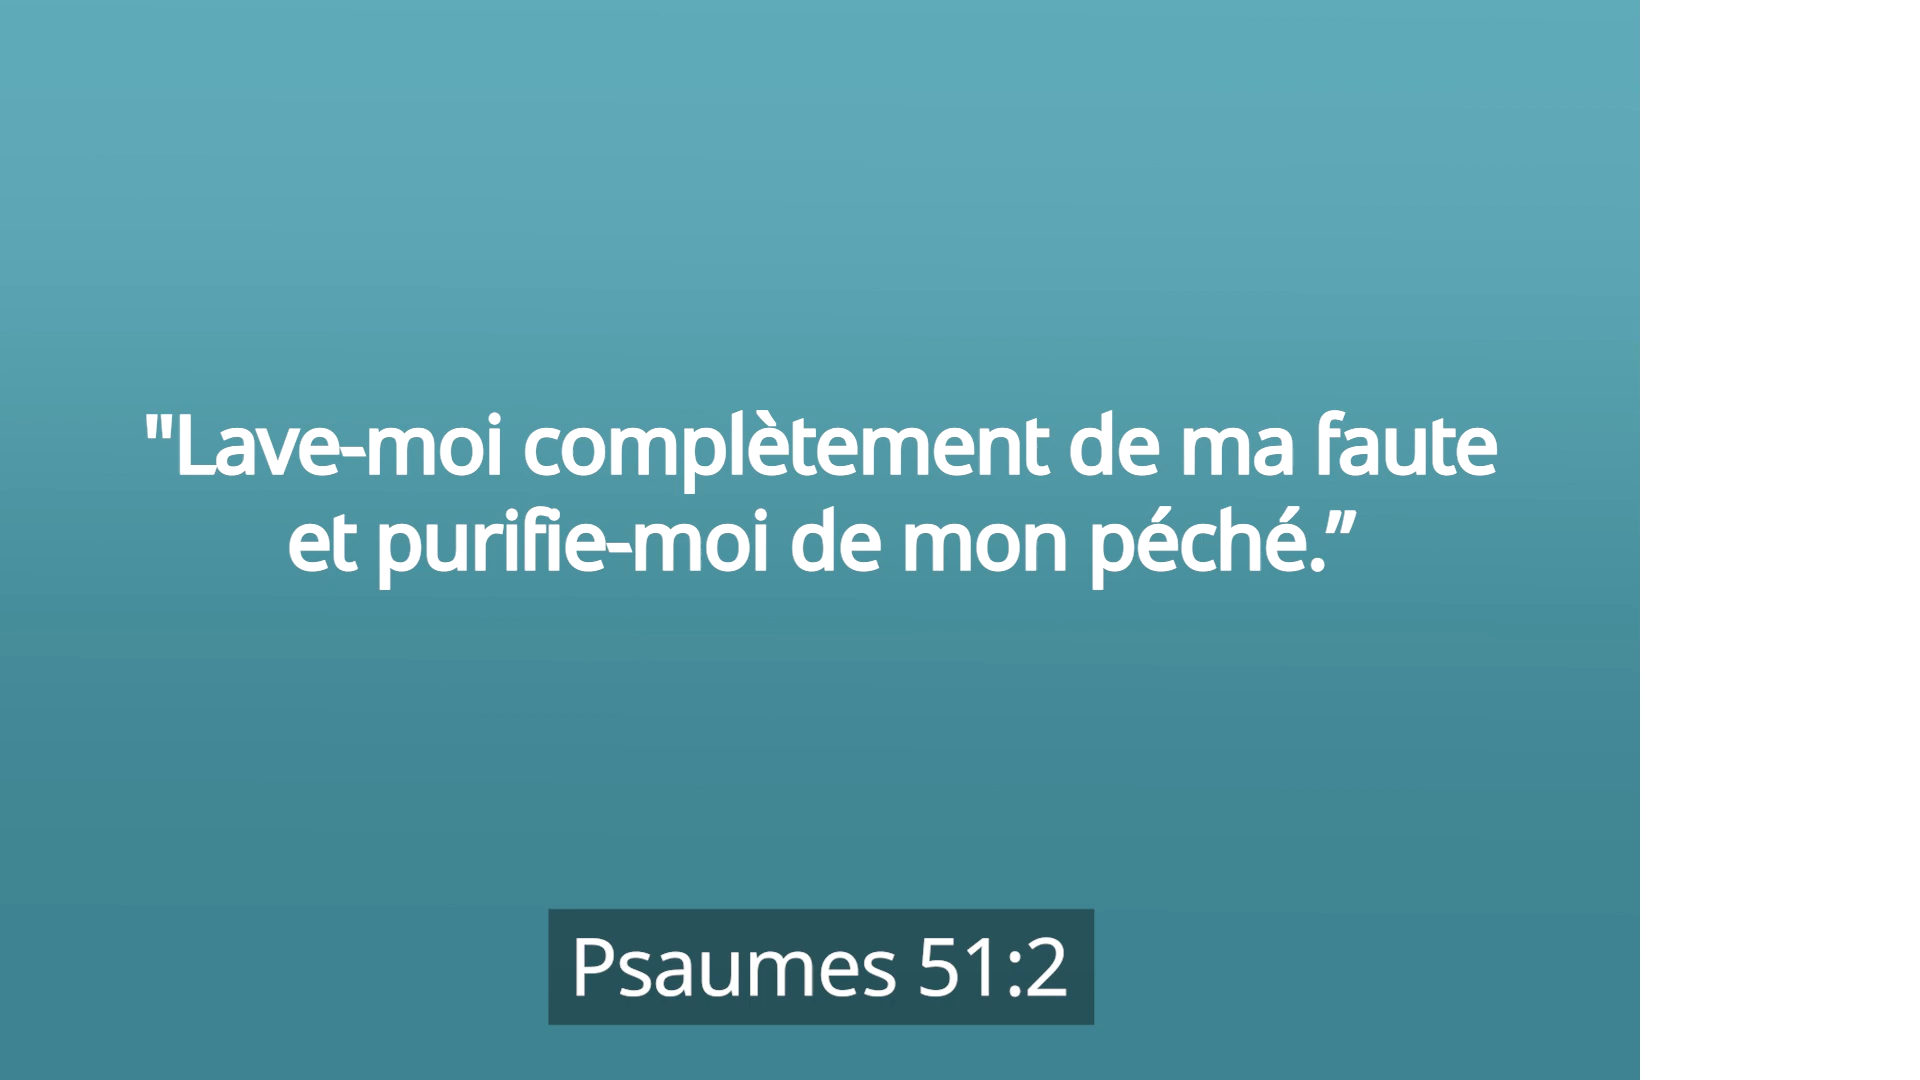 "Lave-moi complètement de ma faute
et purifie-moi de mon péché.”
Psaumes 51:2